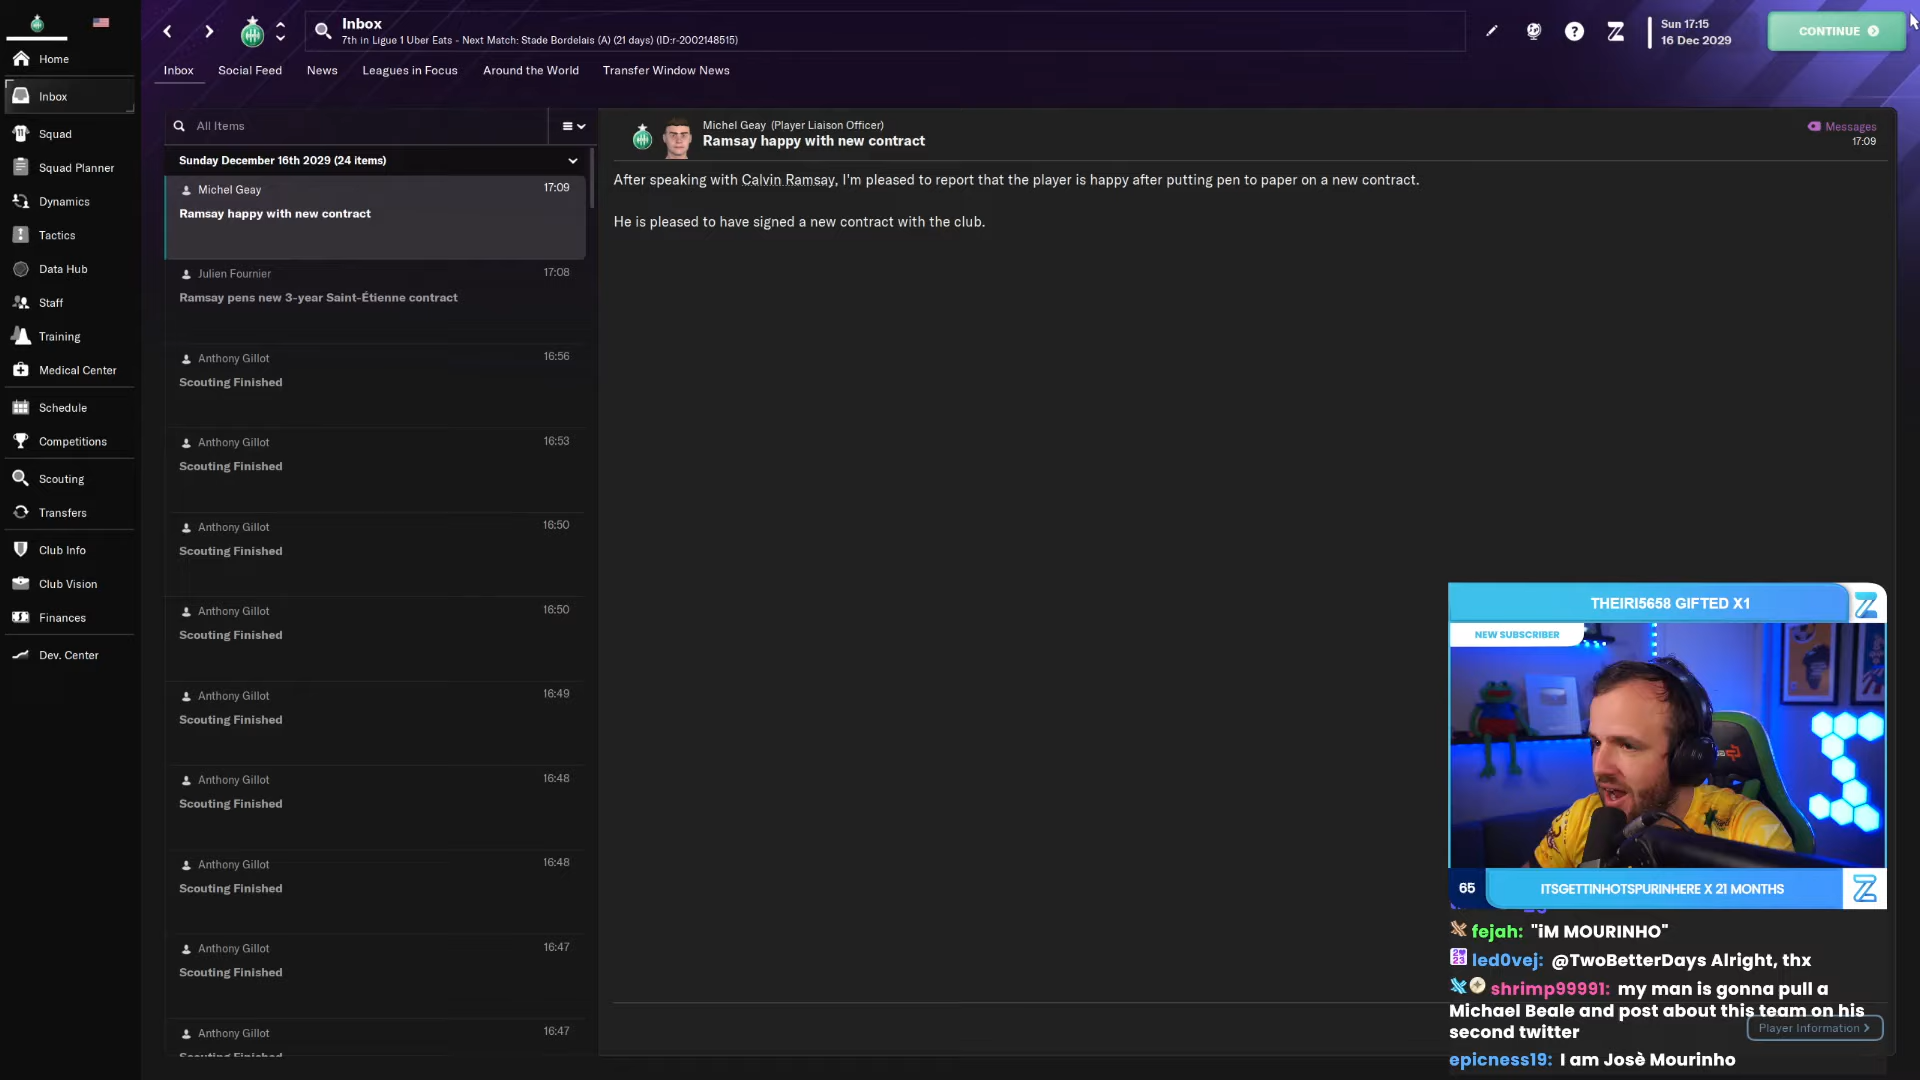 Inbox
7th in Ligue 1 Uber Eats - Next Match: Stade Bordelais (A) (21 days) (ID:r-2002148515)
Sun 17:15
16 Dec 2029
CONTINUE
Inbox
Social Feed
News
Leagues in Focus
Around the World
Transfer Window News
Home
Inbox
Squad
Squad Planner
Dynamics
Tactics
Data Hub
Staff
Training
Medical Center
Schedule
Competitions
Scouting
Transfers
Club Info
Club Vision
Finances
Dev. Center
All Items
Sunday December 16th 2029 (24 items)
Michel Geay 17:09
Ramsay happy with new contract
Julien Fournier 17:08
Ramsay pens new 3-year Saint-Étienne contract
Anthony Gillot 16:56
Scouting Finished
Anthony Gillot 16:53
Scouting Finished
Anthony Gillot 16:50
Scouting Finished
Anthony Gillot 16:50
Scouting Finished
Anthony Gillot 16:49
Scouting Finished
Anthony Gillot 16:48
Scouting Finished
Anthony Gillot 16:48
Scouting Finished
Anthony Gillot 16:47
Scouting Finished
Anthony Gillot 16:47
Scouting Finished
Michel Geay (Player Liaison Officer)
Ramsay happy with new contract
Messages
17:09
After speaking with Calvin Ramsay, I'm pleased to report that the player is happy after putting pen to paper on a new contract.
He is pleased to have signed a new contract with the club.
THEIRI5658 GIFTED X1
NEW SUBSCRIBER
65
ITSGETTINHOTSPURINHERE X 21 MONTHS
fejah: "iM MOURINHO"
led0vej: @TwoBetterDays Alright, thx
shrimp99991: my man is gonna pull a
Michael Beale and post about this team on his
second twitter
Player Information
epicness19: I am Josè Mourinho